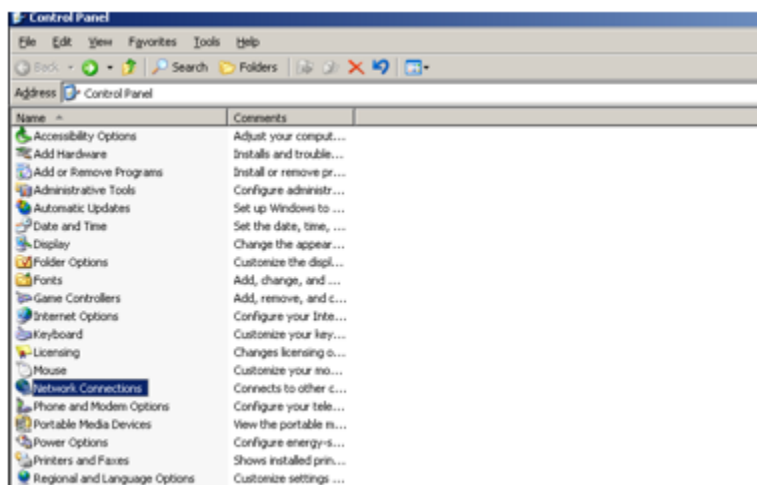 Control Panel
File Edit View Favorites Tools Help
Back Search Folders
Address Control Panel
Name Comments
Accessibility Options Adjust your comput...
Add Hardware Installs and trouble...
Add or Remove Programs Install or remove pr...
Administrative Tools Configure administr...
Automatic Updates Set up Windows to ...
Date and Time Set the date, time, ...
Display Change the appear...
Folder Options Customize the displ...
Fonts Add, change, and ...
Game Controllers Add, remove, and c...
Internet Options Configure your Inte...
Keyboard Customize your key...
Licensing Changes licensing o...
Mouse Customize your mo...
Network Connections Connects to other c...
Phone and Modem Options Configure your tele...
Portable Media Devices View the portable m...
Power Options Configure energy-s...
Printers and Faxes Shows installed prin...
Regional and Language Options Customize settings ...